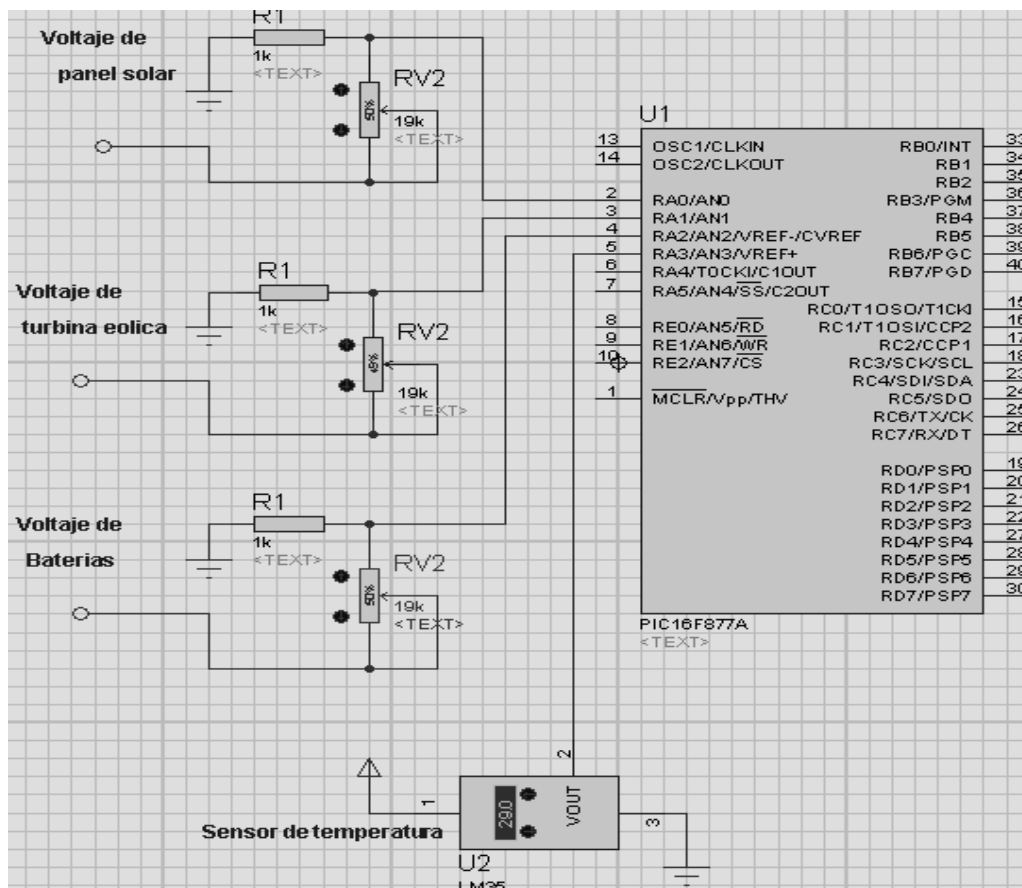 R1
Voltaje de
panel solar
1k
<TEXT>
RV2
50%
19k
<TEXT>
U1
13
OSC1/CLKIN
14
OSC2/CLKOUT
2
RA0/AN0
3
RA1/AN1
4
RA2/AN2/VREF-/CVREF
5
RA3/AN3/VREF+
6
RA4/T0CKI/C1OUT
7
RA5/AN4/SS/C2OUT
8
RE0/AN5/RD
9
RE1/AN6/WR
10
RE2/AN7/CS
1
MCLR/Vpp/THV
RB0/INT
33
RB1
34
RB2
35
RB3/PGM
36
RB4
37
RB5
38
RB6/PGC
39
RB7/PGD
40
RC0/T1OSO/T1CKI
15
RC1/T1OSI/CCP2
16
RC2/CCP1
17
RC3/SCK/SCL
18
RC4/SDI/SDA
23
RC5/SDO
24
RC6/TX/CK
25
RC7/RX/DT
26
RD0/PSP0
19
RD1/PSP1
20
RD2/PSP2
21
RD3/PSP3
22
RD4/PSP4
27
RD5/PSP5
28
RD6/PSP6
29
RD7/PSP7
30
PIC16F877A
<TEXT>
Voltaje de
turbina eolica
R1
1k
<TEXT>
RV2
49%
19k
<TEXT>
Voltaje de
Baterias
R1
1k
<TEXT>
RV2
50%
19k
<TEXT>
Sensor de temperatura
1
29.0
VOUT
2
3
U2
LM35